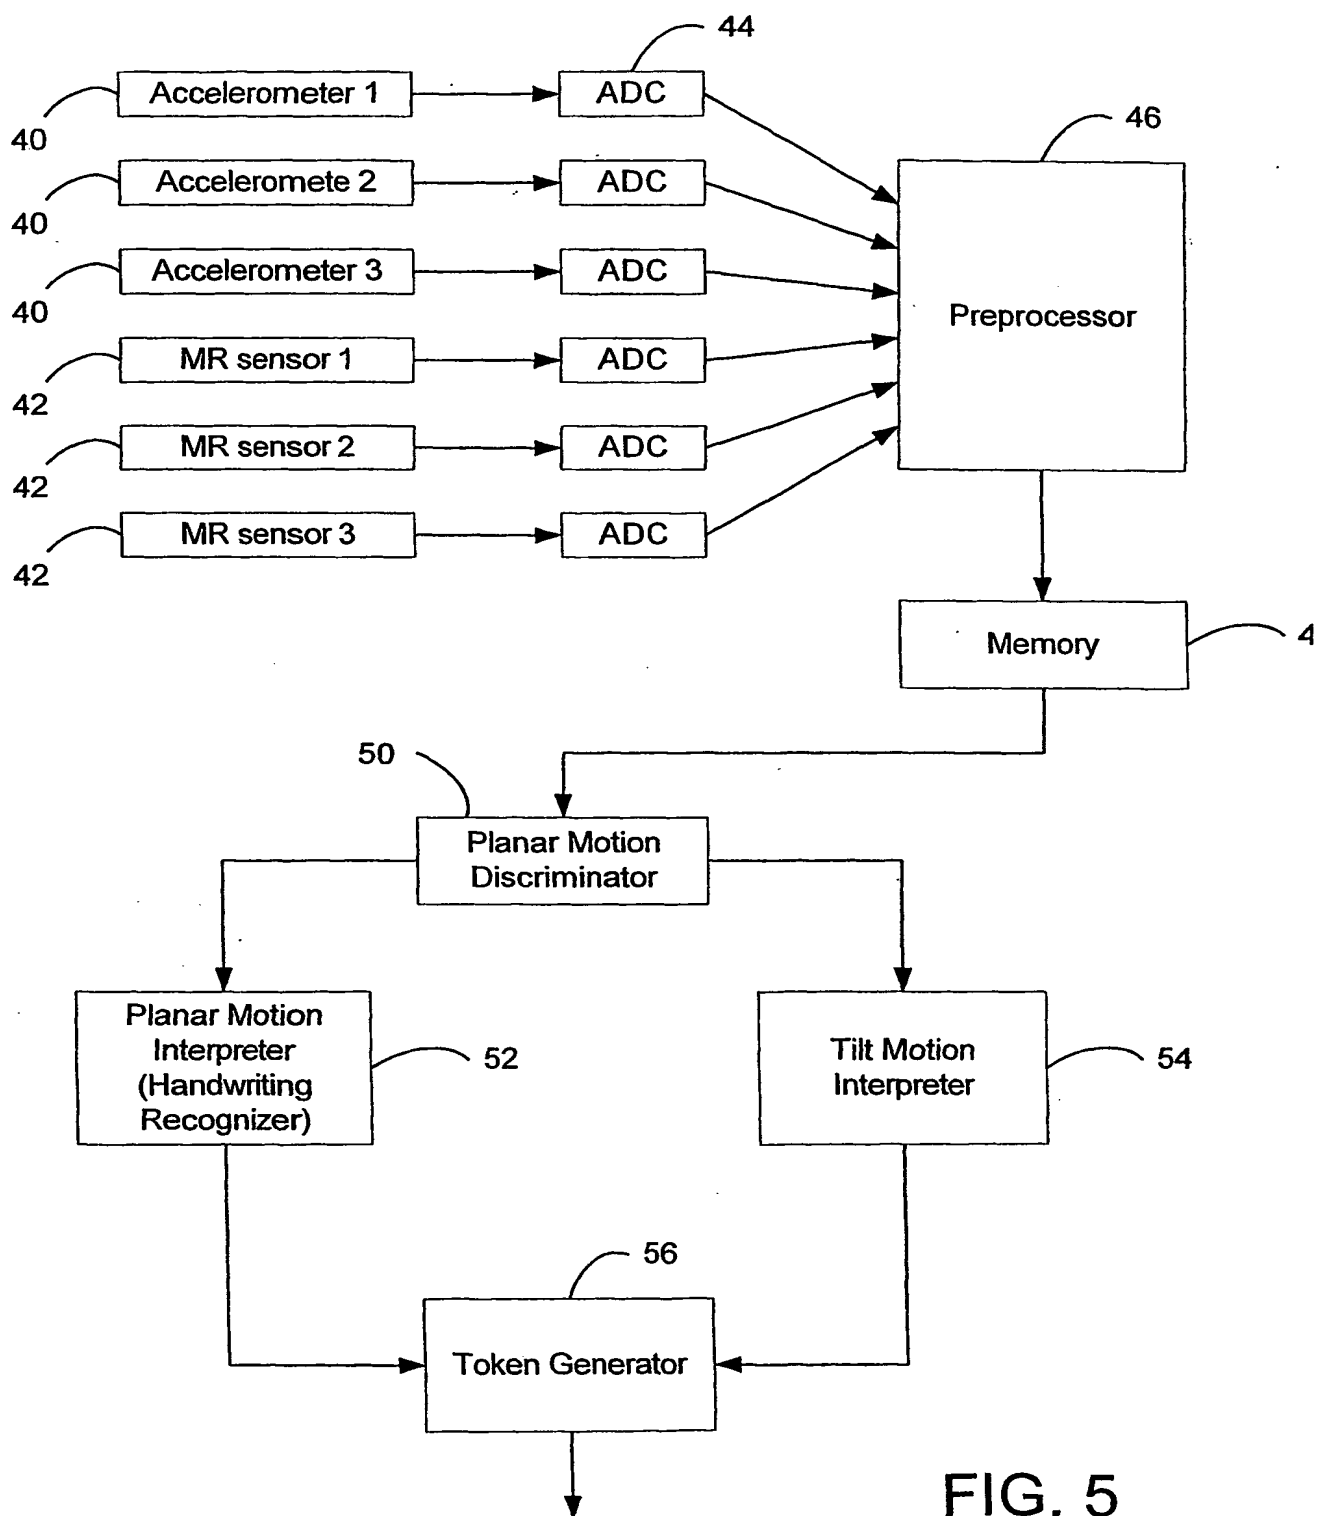 44
Accelerometer 1
ADC
46
40
Acceleromete 2
ADC
40
Accelerometer 3
ADC
40
Preprocessor
MR sensor 1
ADC
42
MR sensor 2
ADC
42
MR sensor 3
ADC
42
Memory
4
50
Planar Motion
Discriminator
Planar Motion
Interpreter
(Handwriting
Recognizer)
52
Tilt Motion
Interpreter
54
56
Token Generator
FIG. 5